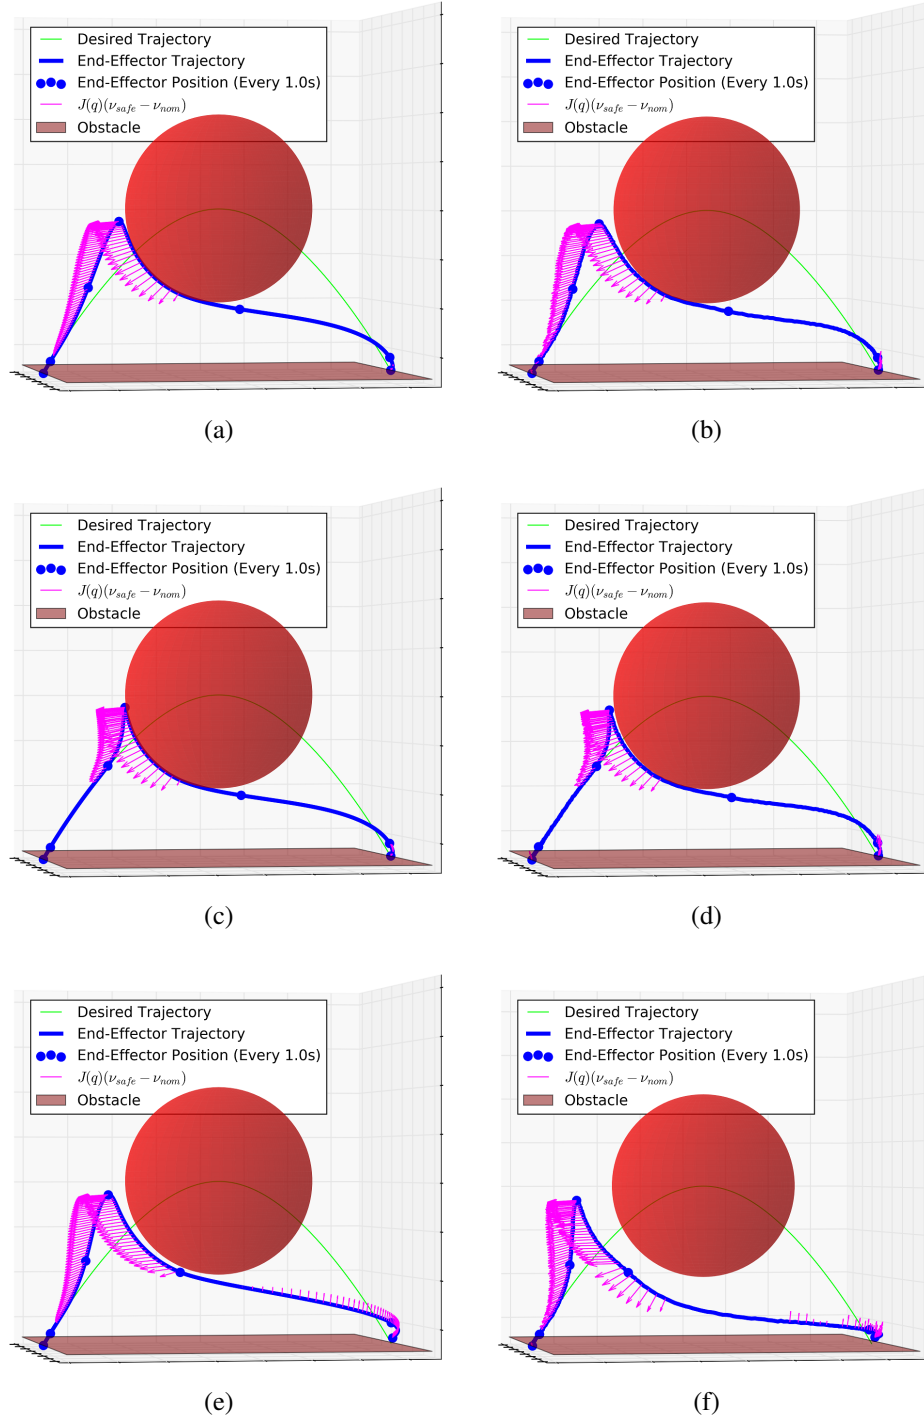 Desired Trajectory
End-Effector Trajectory
End-Effector Position (Every 1.0s)
J(q)(ν_safe − ν_nom)
Obstacle
(a)
Desired Trajectory
End-Effector Trajectory
End-Effector Position (Every 1.0s)
J(q)(ν_safe − ν_nom)
Obstacle
(b)
Desired Trajectory
End-Effector Trajectory
End-Effector Position (Every 1.0s)
J(q)(ν_safe − ν_nom)
Obstacle
(c)
Desired Trajectory
End-Effector Trajectory
End-Effector Position (Every 1.0s)
J(q)(ν_safe − ν_nom)
Obstacle
(d)
Desired Trajectory
End-Effector Trajectory
End-Effector Position (Every 1.0s)
J(q)(ν_safe − ν_nom)
Obstacle
(e)
Desired Trajectory
End-Effector Trajectory
End-Effector Position (Every 1.0s)
J(q)(ν_safe − ν_nom)
Obstacle
(f)